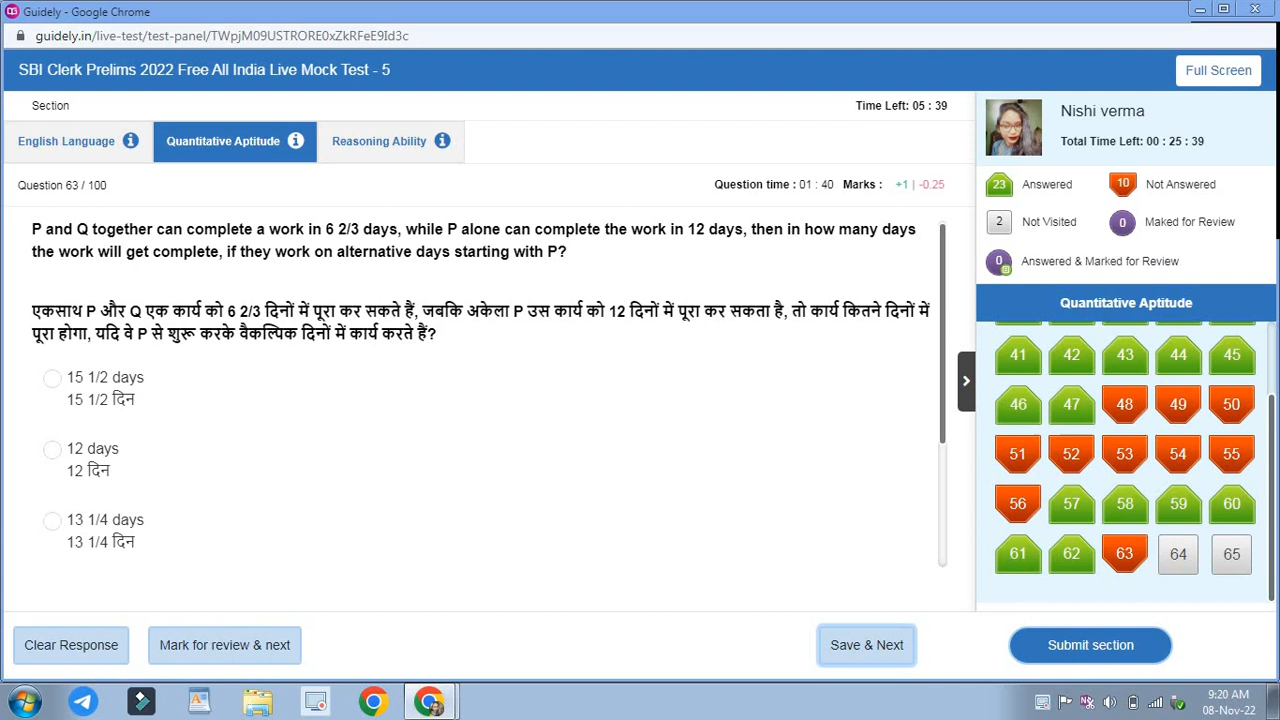 Guidely - Google Chrome
guidely.in/live-test/test-panel/TWpjM09USTRORE0xZkRFeE9Id3c
SBI Clerk Prelims 2022 Free All India Live Mock Test - 5
Full Screen
Section
Time Left: 05 : 39
English Language
Quantitative Aptitude
Reasoning Ability
Nishi verma
Total Time Left: 00 : 25 : 39
Question 63 / 100
Question time : 01 : 40 Marks : +1 | -0.25
23 Answered
10 Not Answered
2 Not Visited
0 Maked for Review
0 Answered & Marked for Review
P and Q together can complete a work in 6 2/3 days, while P alone can complete the work in 12 days, then in how many days
the work will get complete, if they work on alternative days starting with P?
एकसाथ P और Q एक कार्य को 6 2/3 दिनों में पूरा कर सकते हैं, जबकि अकेला P उस कार्य को 12 दिनों में पूरा कर सकता है, तो कार्य कितने दिनों में
पूरा होगा, यदि वे P से शुरू करके वैकल्पिक दिनों में कार्य करते हैं?
15 1/2 days
15 1/2 दिन
12 days
12 दिन
13 1/4 days
13 1/4 दिन
Quantitative Aptitude
41 42 43 44 45
46 47 48 49 50
51 52 53 54 55
56 57 58 59 60
61 62 63 64 65
Clear Response
Mark for review & next
Save & Next
Submit section
9:20 AM
08-Nov-22